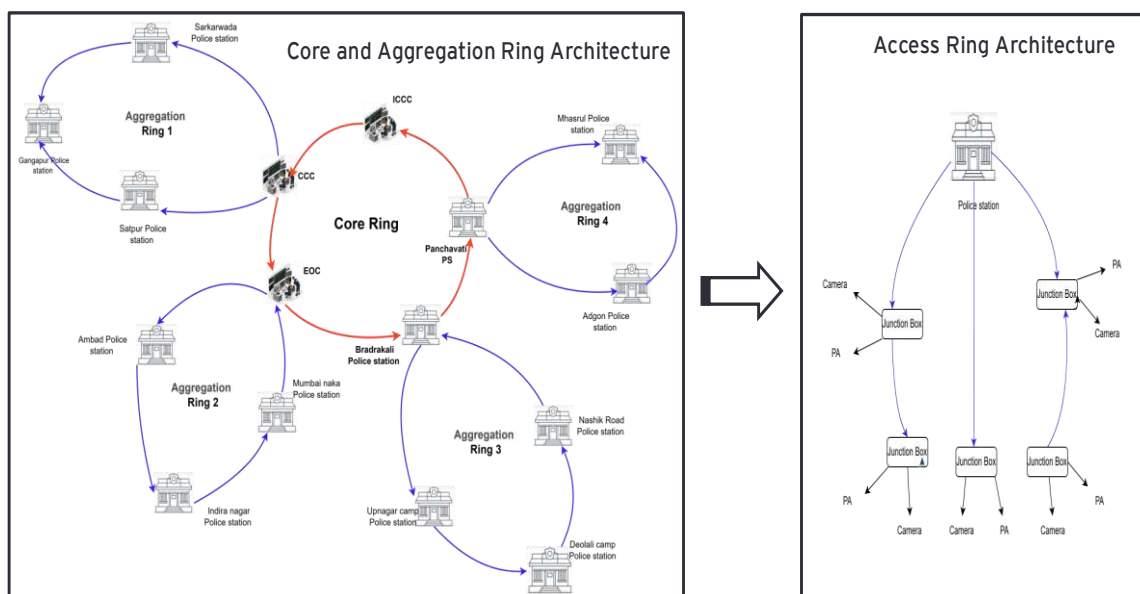 Core and Aggregation Ring Architecture
Sarkarwada
Police station
Aggregation
Ring 1
Gangapur Police
station
Satpur Police
station
CCC
ICCC
Core Ring
Mhasrul Police
station
Aggregation
Ring 4
Panchavati
PS
Adgon Police
station
EOC
Ambad Police
station
Aggregation
Ring 2
Mumbai naka
Police station
Indira nagar
Police station
Bradrakali
Police station
Aggregation
Ring 3
Nashik Road
Police station
Upnagar camp
Police station
Deolali camp
Police station
Access Ring Architecture
Police station
PA
Camera
Junction Box
Camera
Junction Box
PA
Junction Box
Junction Box
Junction Box
PA
PA
Camera
Camera
PA
Camera